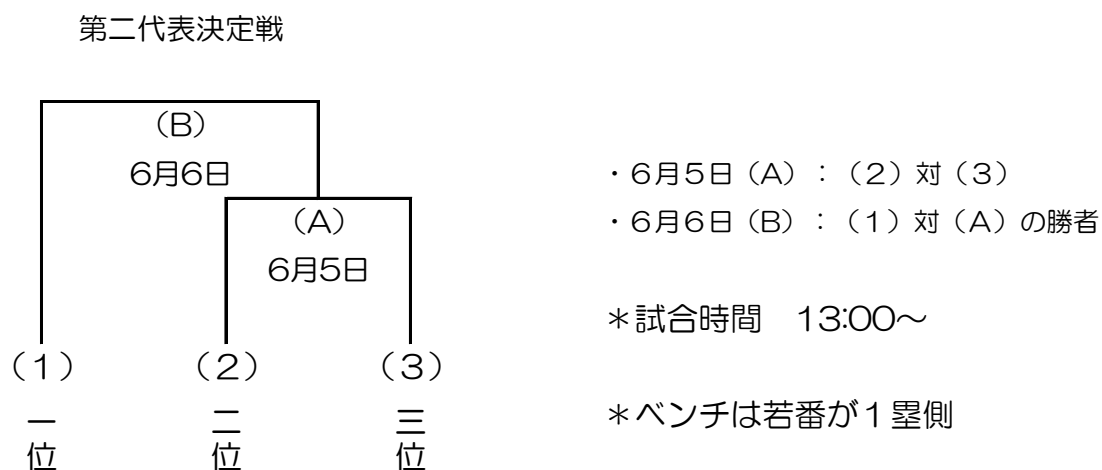 第二代表決定戦
（B）
6月6日
（A）
6月5日
（１）
（２）
（３）
一位
二位
三位
・６月５日（A）：（２）対（３）
・６月６日（B）：（１）対（A）の勝者
＊試合時間　13:00～
＊ベンチは若番が１塁側